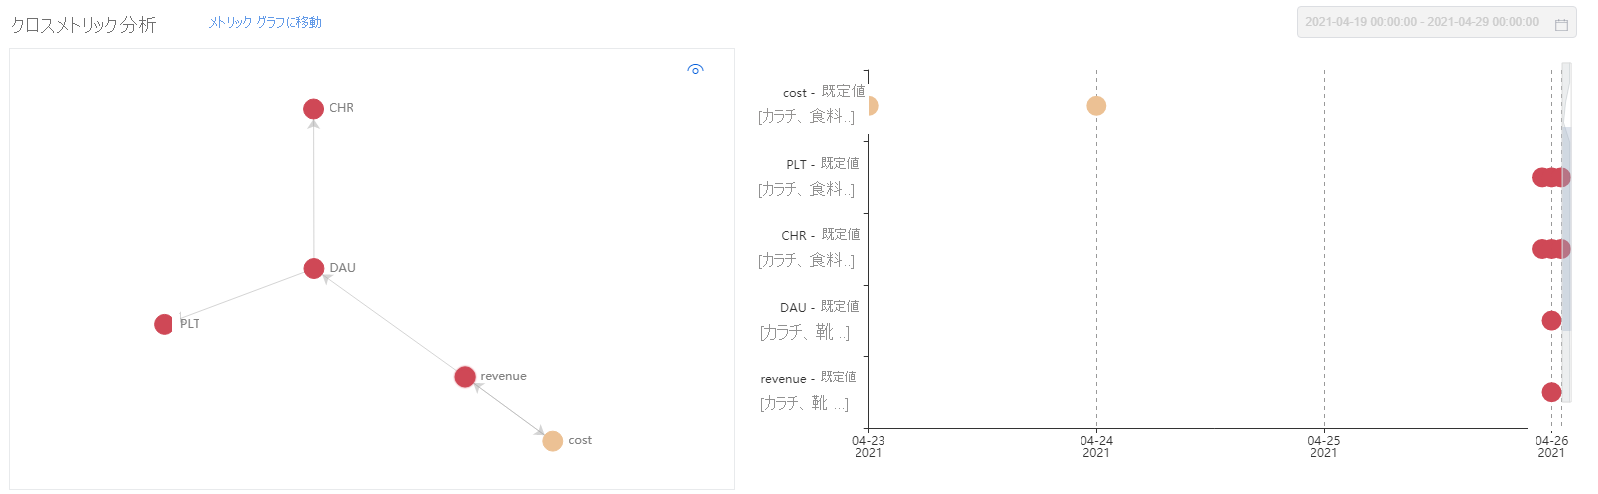 クロスメトリック分析
メトリック グラフに移動
2021-04-19 00:00:00 - 2021-04-29 00:00:00
CHR
DAU
PLT
revenue
cost
cost - 既定値
[カラチ、食料..]
PLT - 既定値
[カラチ、食料..]
CHR - 既定値
[カラチ、食料..]
DAU - 既定値
[カラチ、靴 ...]
revenue - 既定値
[カラチ、靴 ...]
04-23
2021
04-24
2021
04-25
2021
04-26
2021